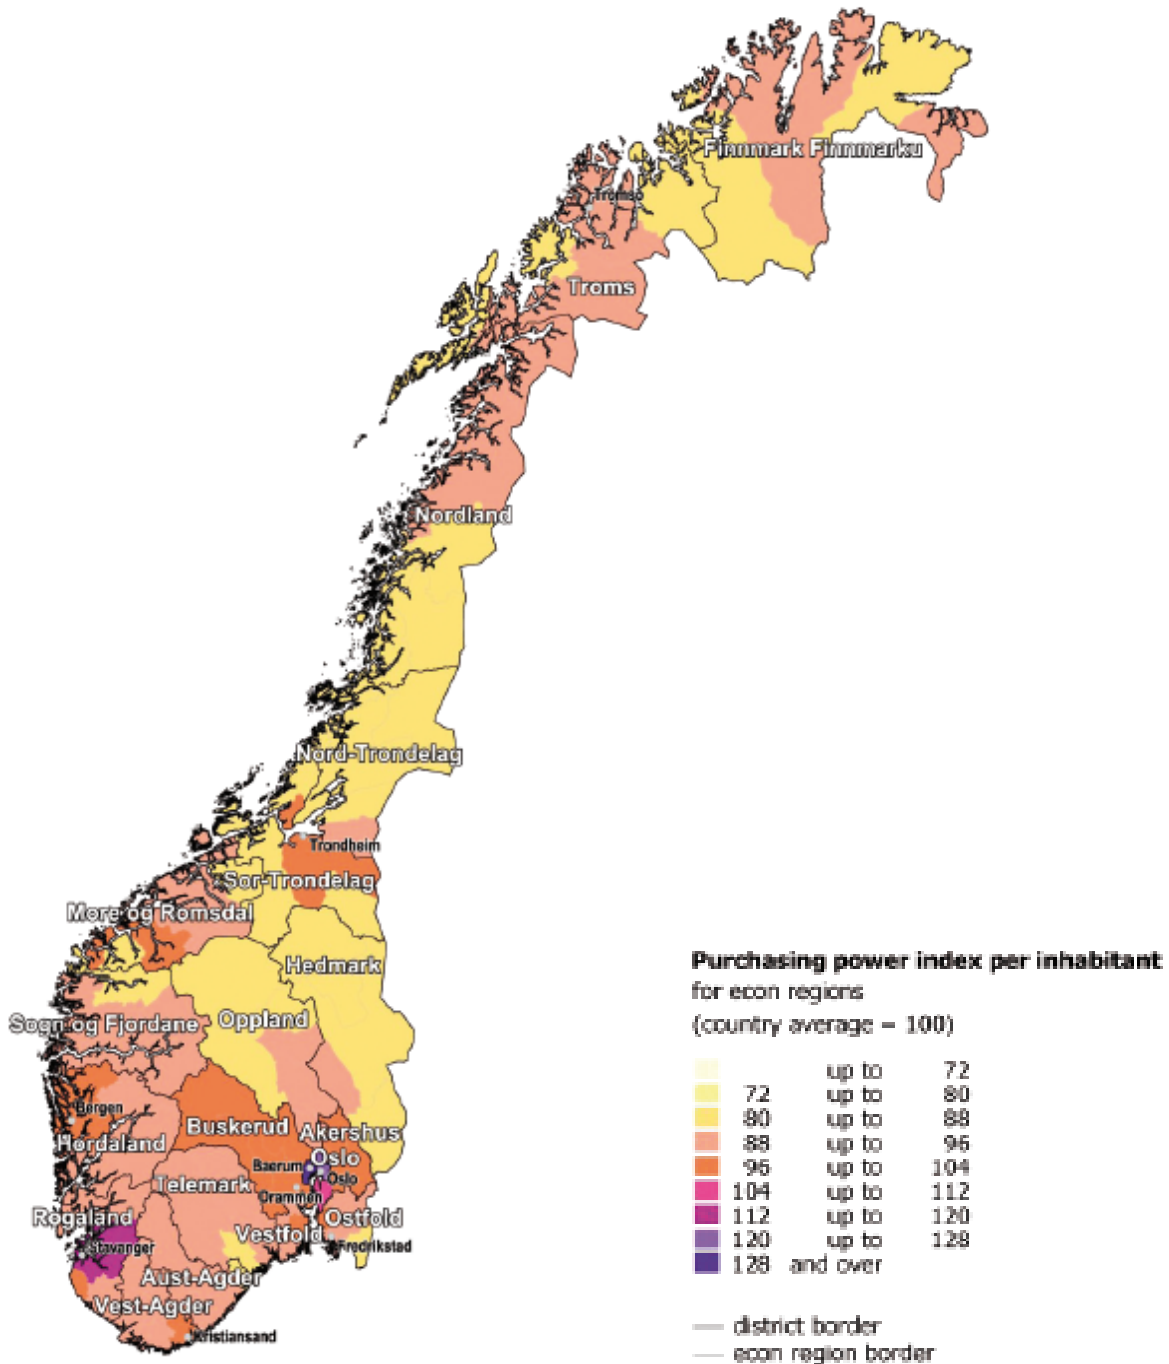 Finnmark Finnmarku
Tromso
Troms
Nordland
Nord-Trondelag
Trondheim
Sor-Trondelag
More og Romsdal
Hedmark
Oppland
Sogn og Fjordane
Bergen
Hordaland
Buskerud
Akershus
Oslo
Baerum
Oslo
Telemark
Drammen
Rogaland
Vestfold
Ostfold
Fredrikstad
Stavanger
Aust-Agder
Vest-Agder
Kristiansand
Purchasing power index per inhabitant
for econ regions
(country average = 100)
up to 72
72 up to 80
80 up to 88
88 up to 96
96 up to 104
104 up to 112
112 up to 120
120 up to 128
128 and over
district border
econ region border